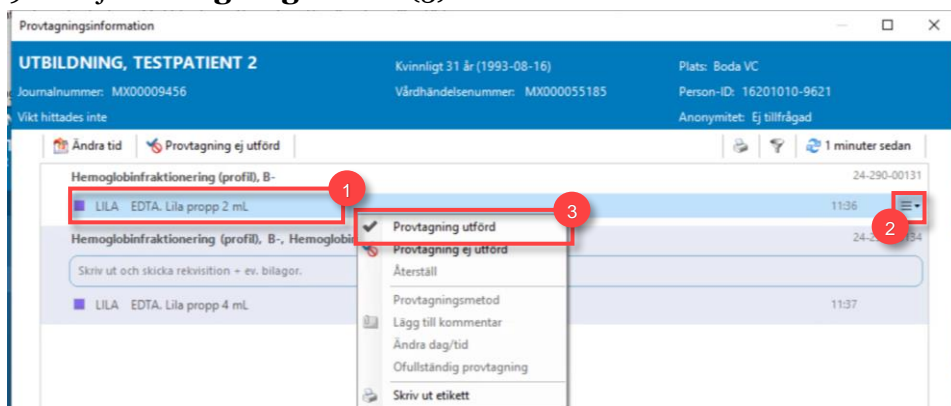 Provtagningsinformation
UTBILDNING, TESTPATIENT 2
Kvinnligt 31 år (1993-08-16)
Plats: Boda VC
Journalnummer: MX00009456
Vårdhändelsenummer: MX000055185
Person-ID: 16201010-9621
Vikt hittades inte
Anonymitet: Ej tillfrågad
Ändra tid
Provtagning ej utförd
1 minuter sedan
Hemoglobinfraktionering (profil), B-
24-290-00131
1
LILA EDTA. Lila propp 2 mL
11:36
2
3
Provtagning utförd
Hemoglobinfraktionering (profil), B-,
Provtagning ej utförd
Skriv ut och skicka rekvisition + ev. bilagor.
Återställ
LILA EDTA. Lila propp 4 mL
Provtagningsmetod
11:37
Lägg till kommentar
Ändra dag/tid
Ofullständig provtagning
Skriv ut etikett